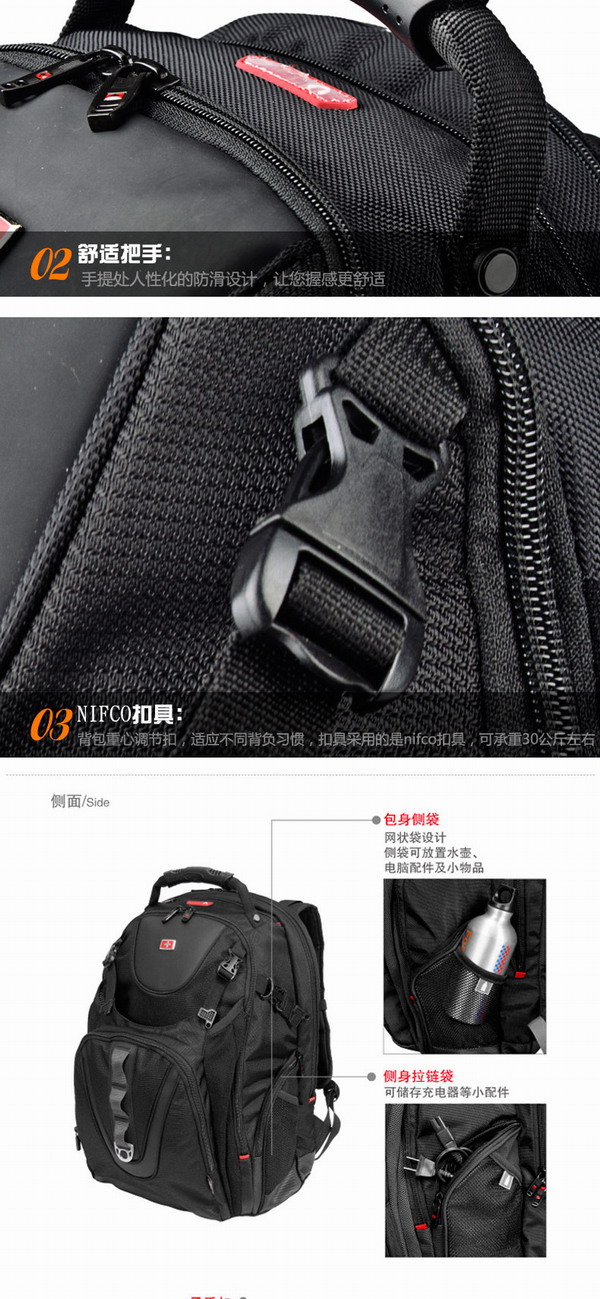 02 舒适把手：
手提处人性化的防滑设计，让您握感更舒适
03 NIFCO扣具：
背包重心调节扣，适应不同背负习惯，扣具采用的是nifco扣具，可承重30公斤左右
侧面/Side
包身侧袋
网状袋设计
侧袋可放置水壶、
电脑配件及小物品
侧身拉链袋
可储存充电器等小配件